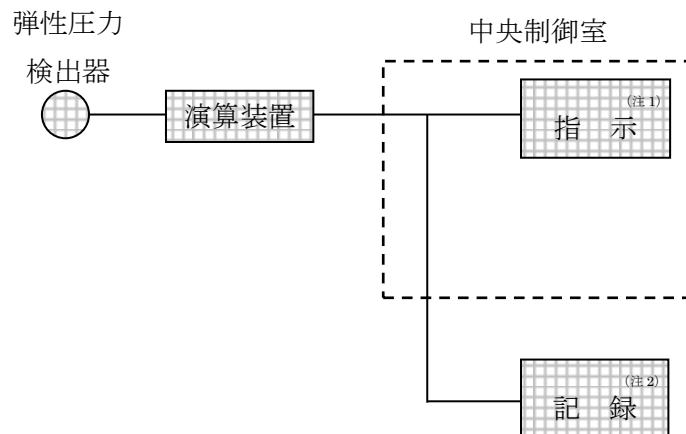 弾性圧力
検出器
中央制御室
演算装置
(注1)
指 示
(注2)
記 録